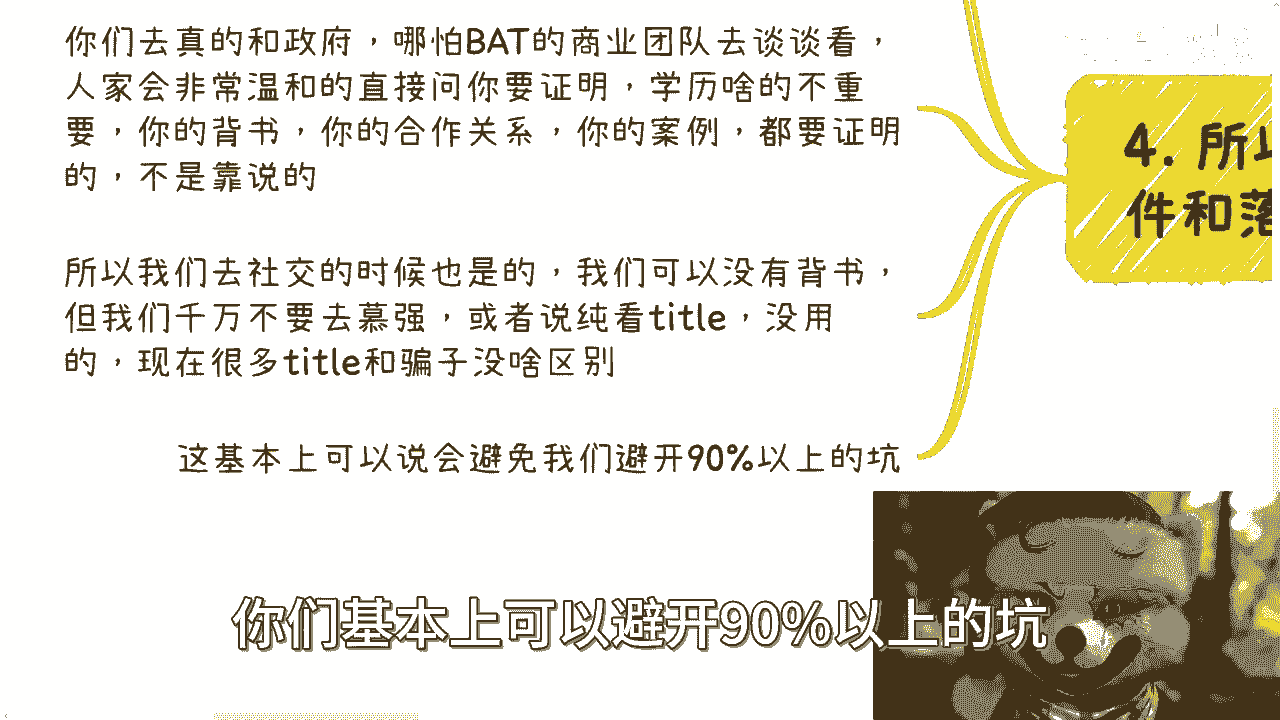 你们去真的和政府，哪怕BAT的商业团队去谈谈看，
人家会非常温和的直接问你要证明，学历啥的不重
要，你的背书，你的合作关系，你的案例，都要证明
的，不是靠说的
所以我们去社交的时候也是的，我们可以没有背书，
但我们千万不要去慕强，或者说纯看title，没用
的，现在很多title和骗子没啥区别
这基本上可以说会避免我们避开90%以上的坑
4. 所以
件和落
你们基本上可以避开90%以上的坑